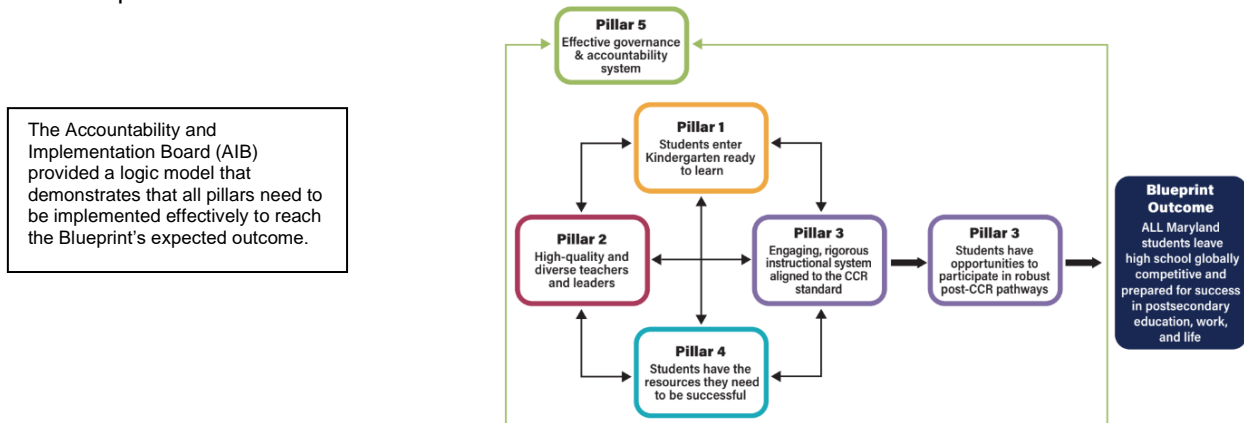 The Accountability and
Implementation Board (AIB)
provided a logic model that
demonstrates that all pillars need to
be implemented effectively to reach
the Blueprint's expected outcome.
Pillar 5
Effective governance
& accountability
system
Pillar 1
Students enter
Kindergarten ready
to learn
Pillar 2
High-quality and
diverse teachers
and leaders
Pillar 3
Engaging, rigorous
instructional system
aligned to the CCR
standard
Pillar 3
Students have
opportunities to
participate in robust
post-CCR pathways
Blueprint
Outcome
ALL Maryland
students leave
high school globally
competitive and
prepared for success
in postsecondary
education, work,
and life
Pillar 4
Students have the
resources they need
to be successful